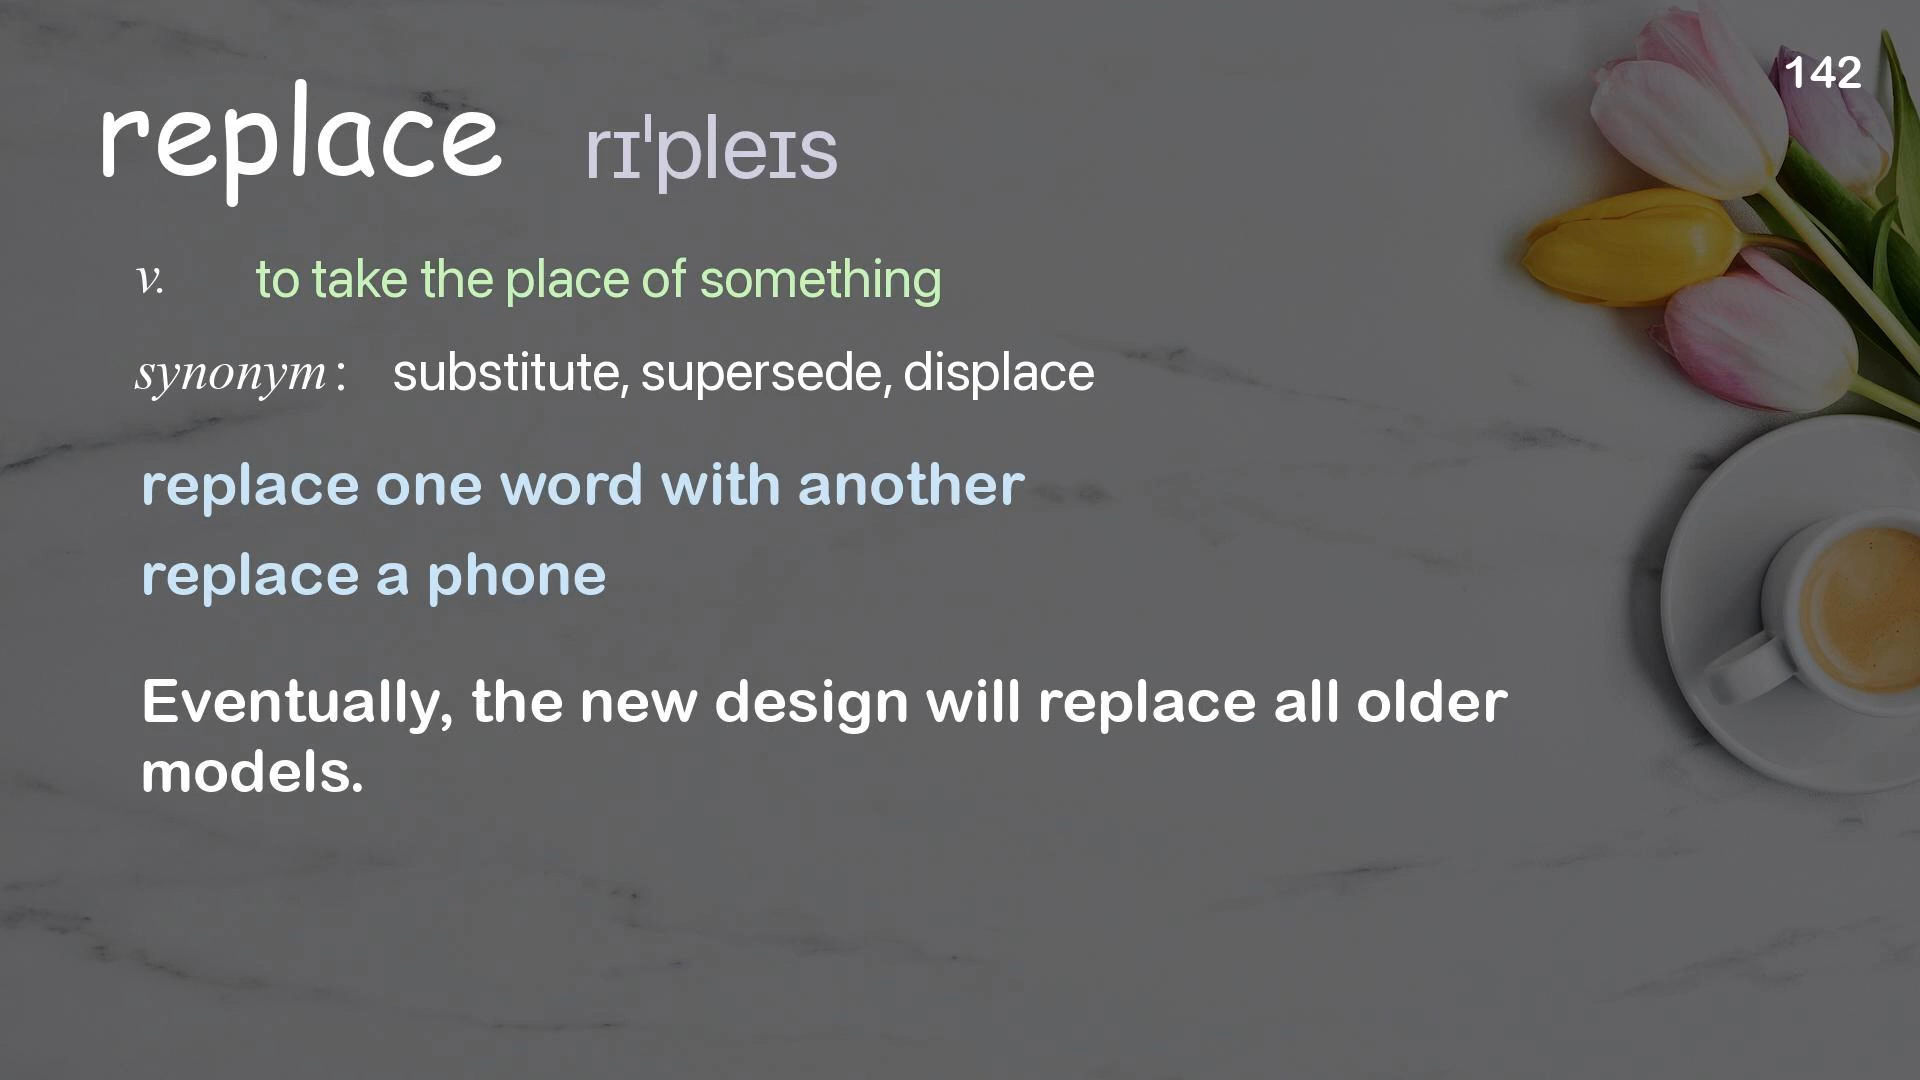 142
replace rɪˈpleɪs
v. to take the place of something
synonym : substitute, supersede, displace
replace one word with another
replace a phone
Eventually, the new design will replace all older
models.